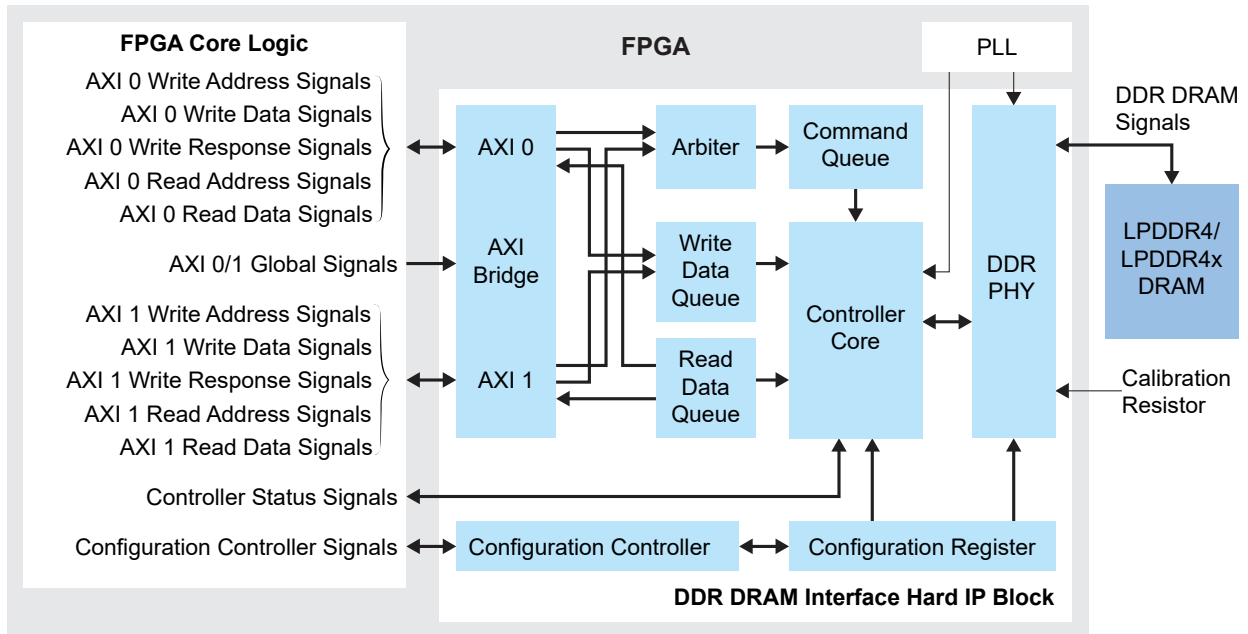 FPGA Core Logic
AXI 0 Write Address Signals
AXI 0 Write Data Signals
AXI 0 Write Response Signals
AXI 0 Read Address Signals
AXI 0 Read Data Signals
AXI 0/1 Global Signals
AXI 1 Write Address Signals
AXI 1 Write Data Signals
AXI 1 Write Response Signals
AXI 1 Read Address Signals
AXI 1 Read Data Signals
Controller Status Signals
Configuration Controller Signals
FPGA
PLL
AXI 0
AXI
Bridge
AXI 1
Arbiter
Command
Queue
Write
Data
Queue
Read
Data
Queue
Controller
Core
DDR
PHY
DDR DRAM
Signals
LPDDR4/
LPDDR4x
DRAM
Calibration
Resistor
Configuration Controller
Configuration Register
DDR DRAM Interface Hard IP Block